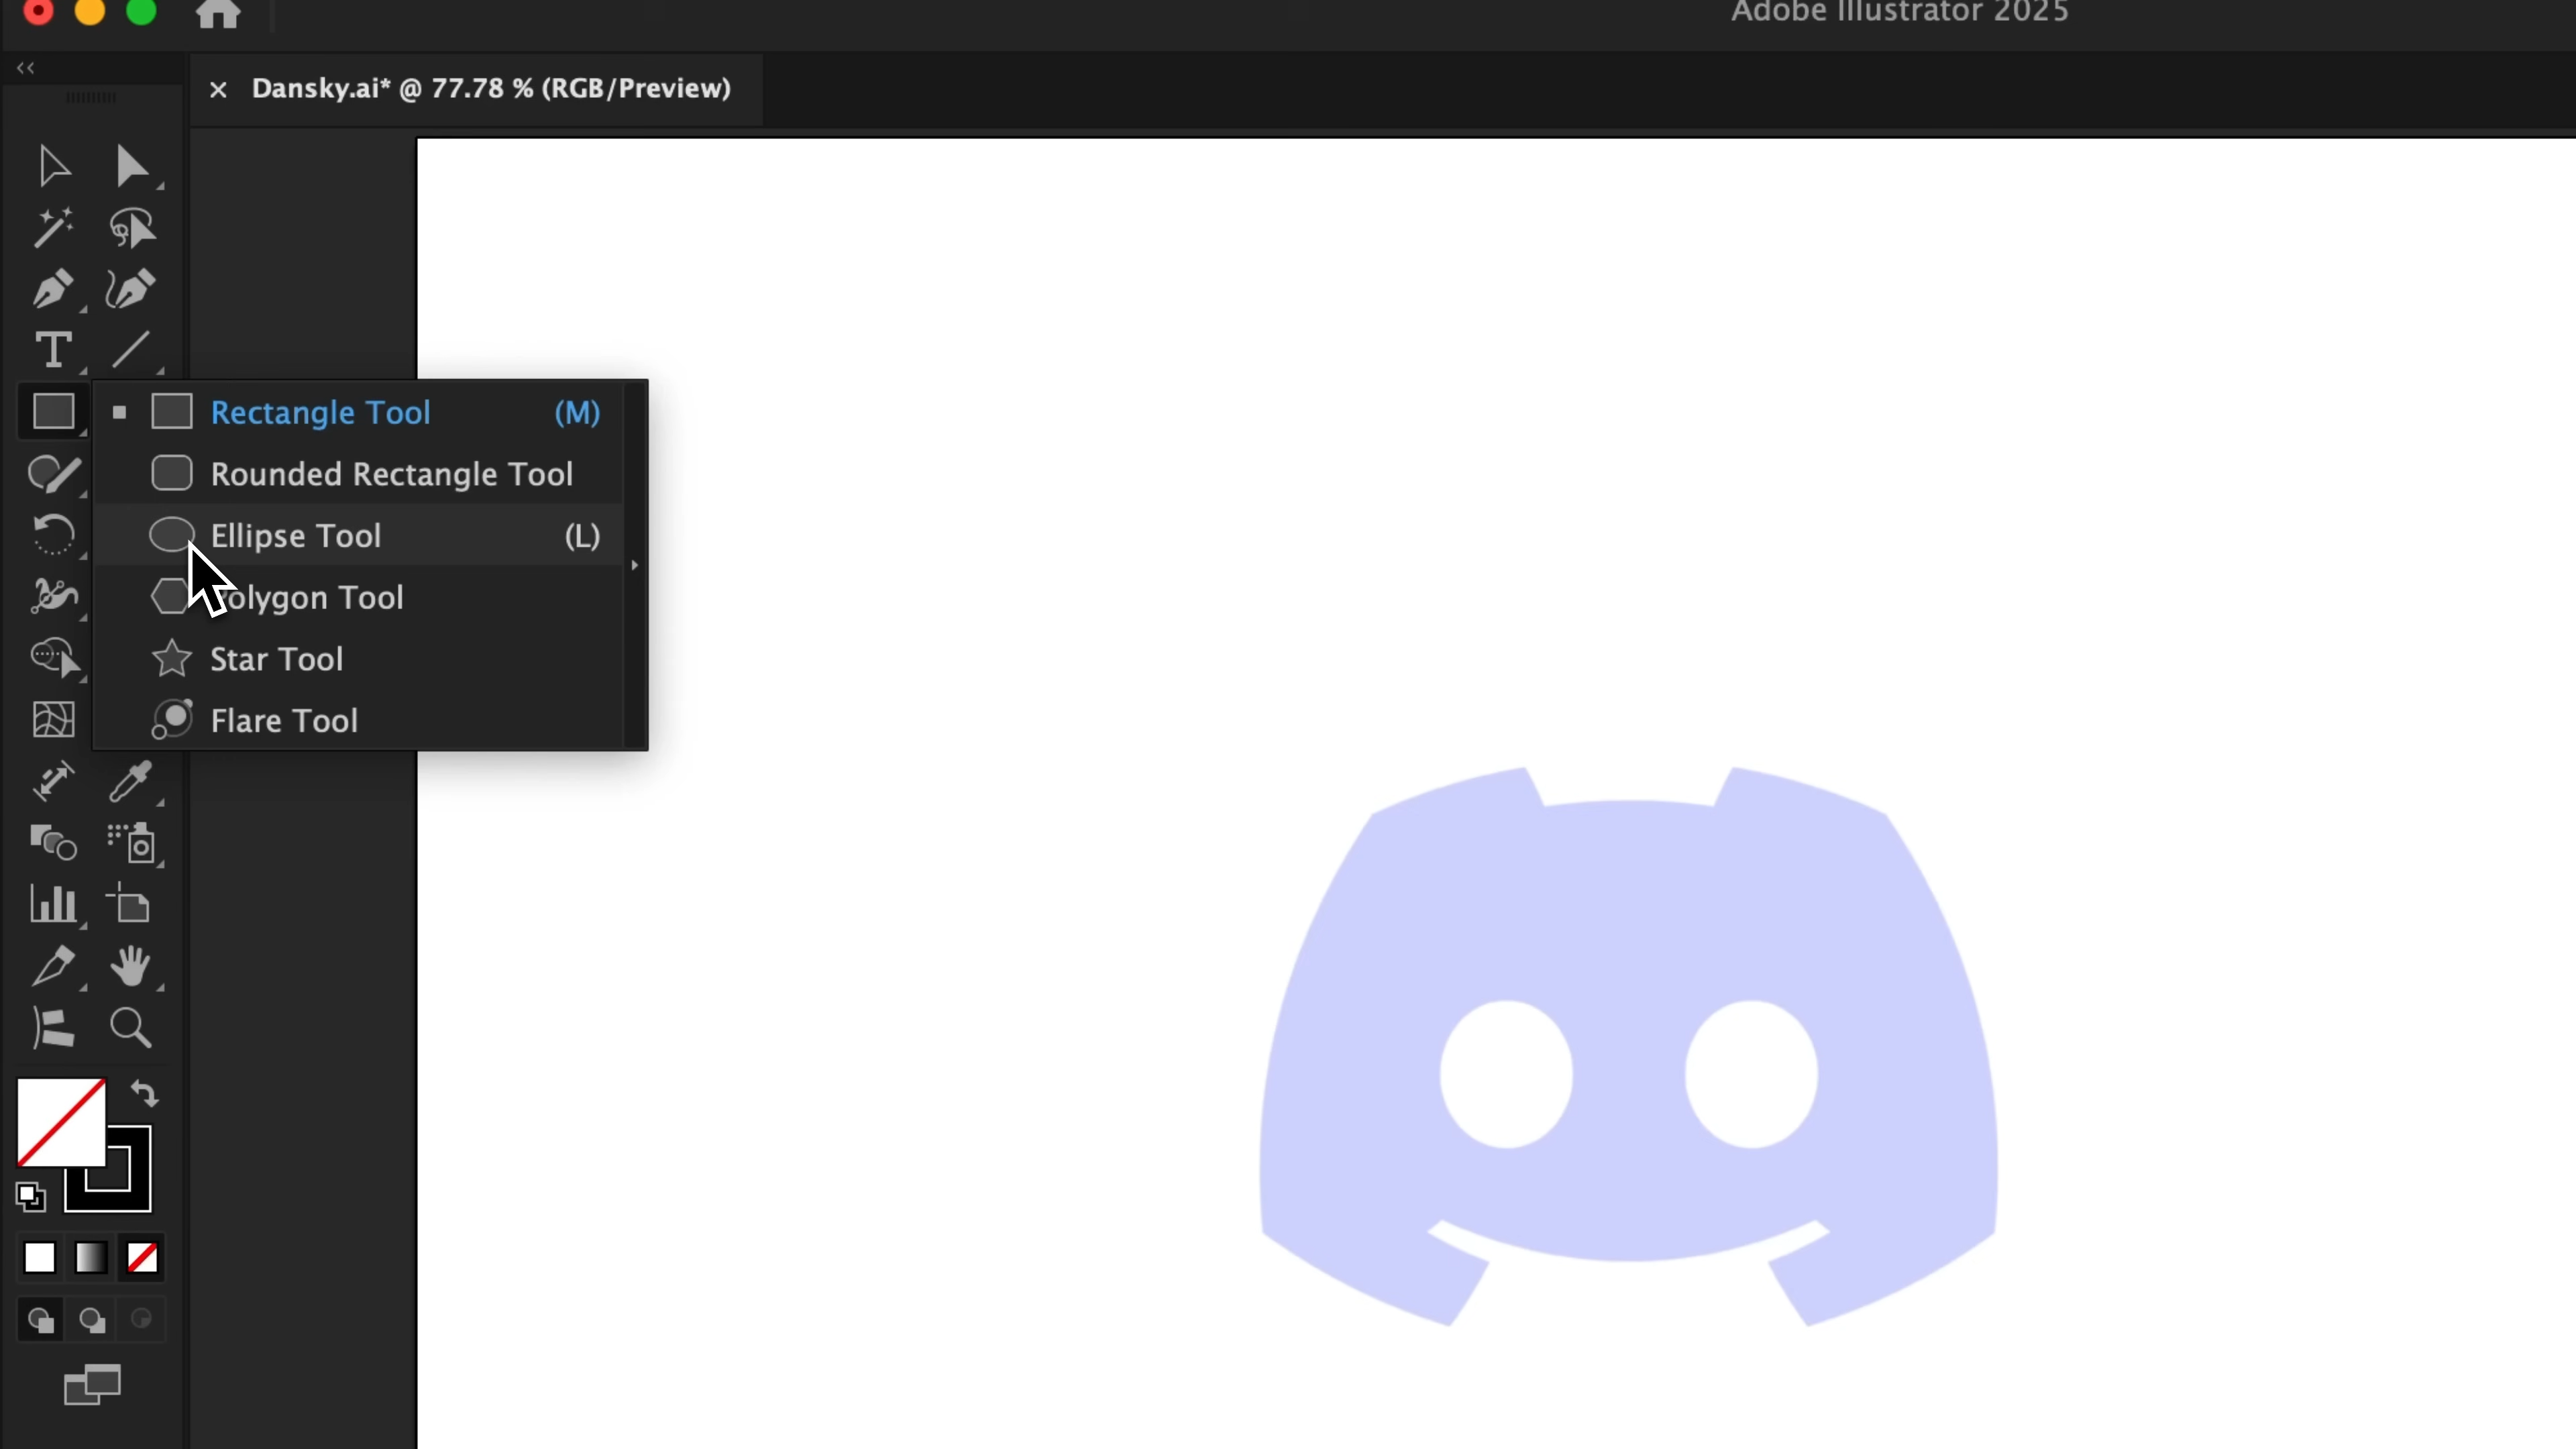 Adobe Illustrator 2025
Dansky.ai* @ 77.78 % (RGB/Preview)
Rectangle Tool (M)
Rounded Rectangle Tool
Ellipse Tool (L)
olygon Tool
Star Tool
Flare Tool